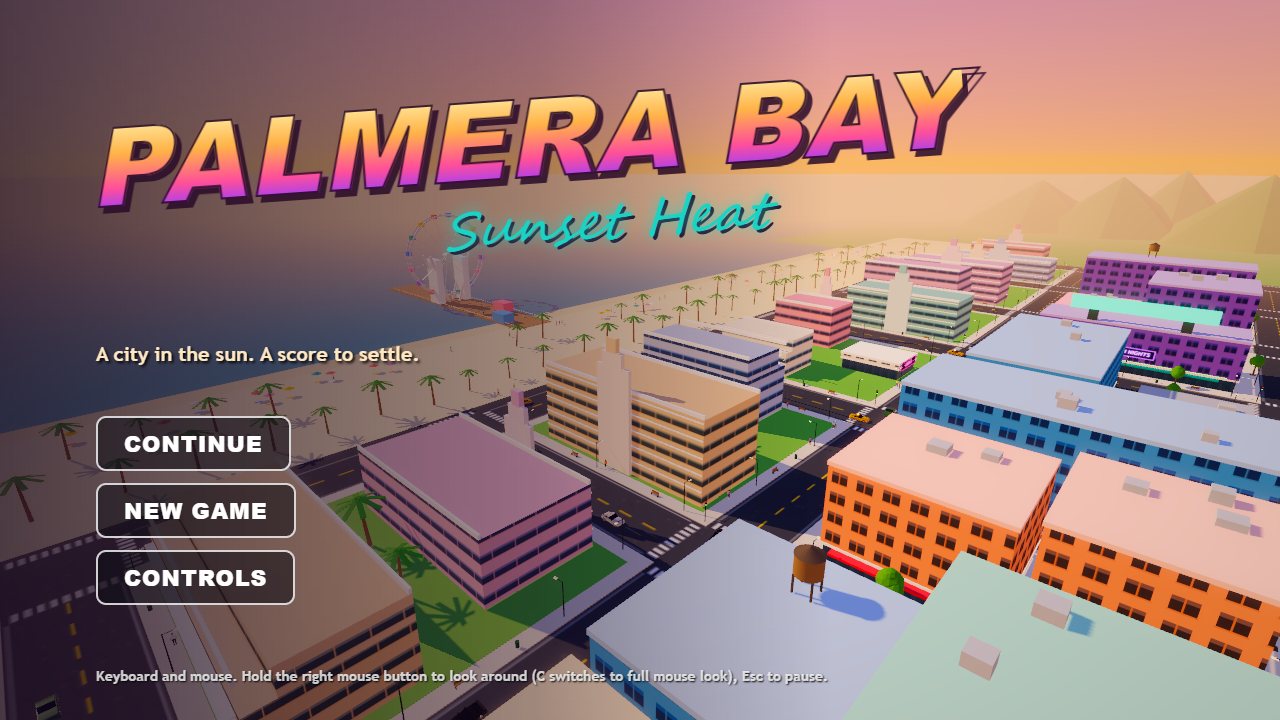 PALMERA BAY
Sunset Heat
A city in the sun. A score to settle.
CONTINUE
NEW GAME
CONTROLS
Keyboard and mouse. Hold the right mouse button to look around (C switches to full mouse look), Esc to pause.
NIGHTS